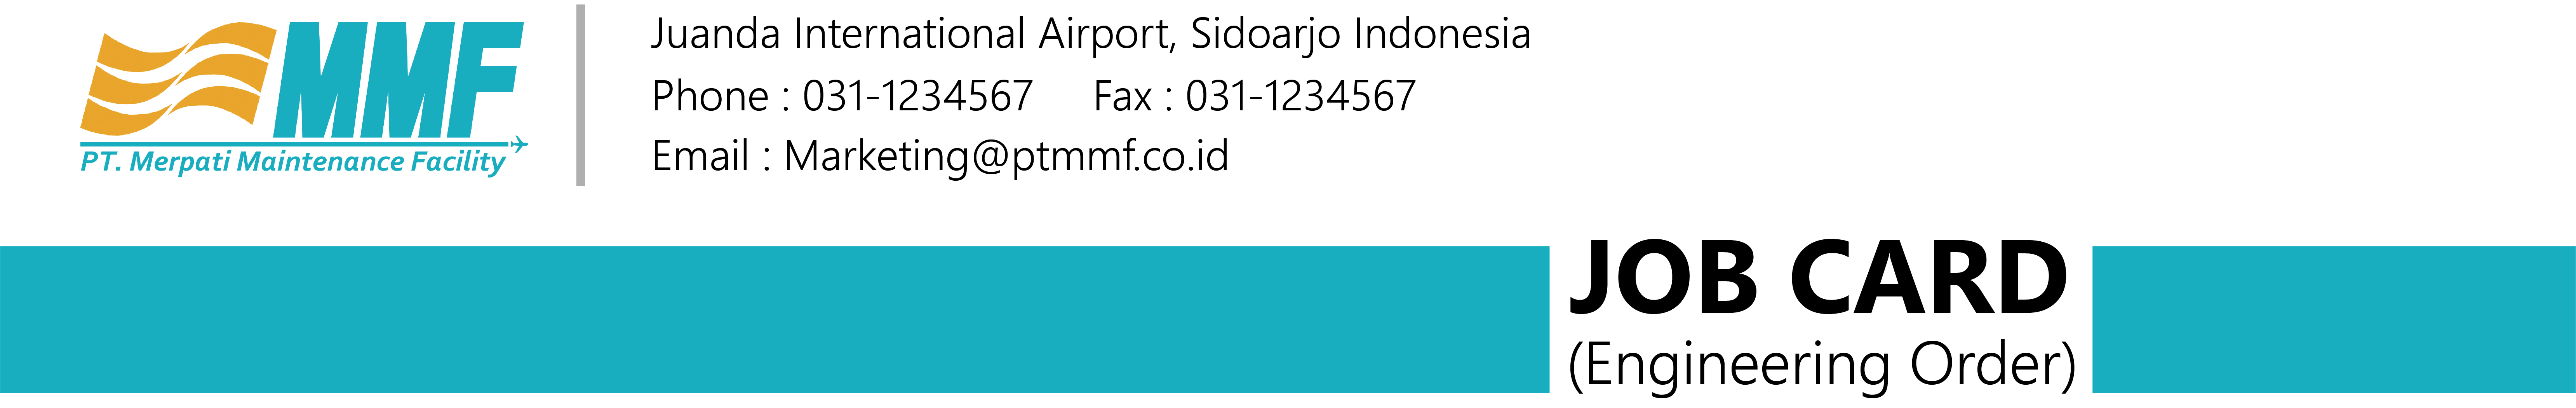 MMF
PT. Merpati Maintenance Facility
Juanda International Airport, Sidoarjo Indonesia
Phone : 031-1234567 Fax : 031-1234567
Email : Marketing@ptmmf.co.id
JOB CARD
(Engineering Order)